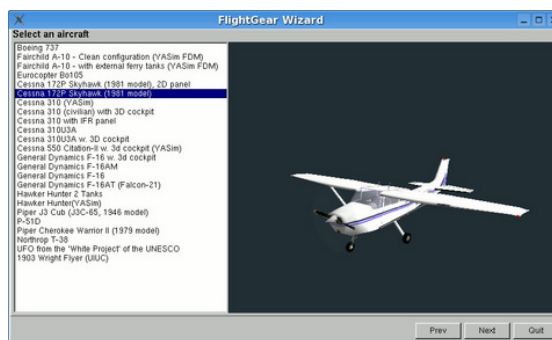 FlightGear Wizard
Select an aircraft
Boeing 737
Fairchild A-10 - Clean configuration (YASim FDM)
Fairchild A-10 - with external ferry tanks (YASim FDM)
Eurocopter Bo105
Cessna 172P Skyhawk (1981 model), 2D panel
Cessna 172P Skyhawk (1981 model)
Cessna 310 (YASim)
Cessna 310 (civilian) with 3D cockpit
Cessna 310 with IFR panel
Cessna 310U3A
Cessna 310U3A w. 3D cockpit
Cessna 550 Citation-II w. 3d cockpit (YASim)
General Dynamics F-16 w. 3d cockpit
General Dynamics F-16AM
General Dynamics F-16
General Dynamics F-16AT (Falcon-21)
Hawker Hunter 2 Tanks
Hawker Hunter(YASim)
Piper J3 Cub (J3C-65, 1946 model)
P-51D
Piper Cherokee Warrior II (1979 model)
Northrop T-38
UFO from the 'White Project' of the UNESCO
1903 Wright Flyer (UIUC)
Prev Next Quit